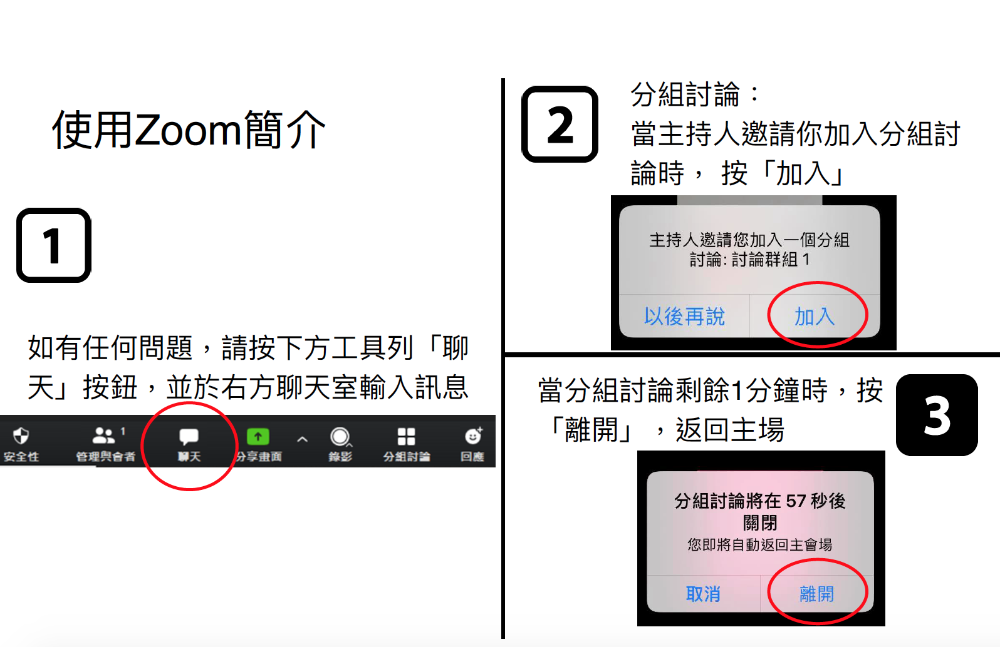 使用Zoom簡介
1
如有任何問題，請按下方工具列「聊
天」按鈕，並於右方聊天室輸入訊息
安全性
管理與會者
1
聊天
分享畫面
錄影
分組討論
回應
2
分組討論：
當主持人邀請你加入分組討
論時， 按「加入」
主持人邀請您加入一個分組
討論: 討論群組 1
以後再說
加入
當分組討論剩餘1分鐘時，按
「離開」，返回主場
3
分組討論將在 57 秒後
關閉
您即將自動返回主會場
取消
離開